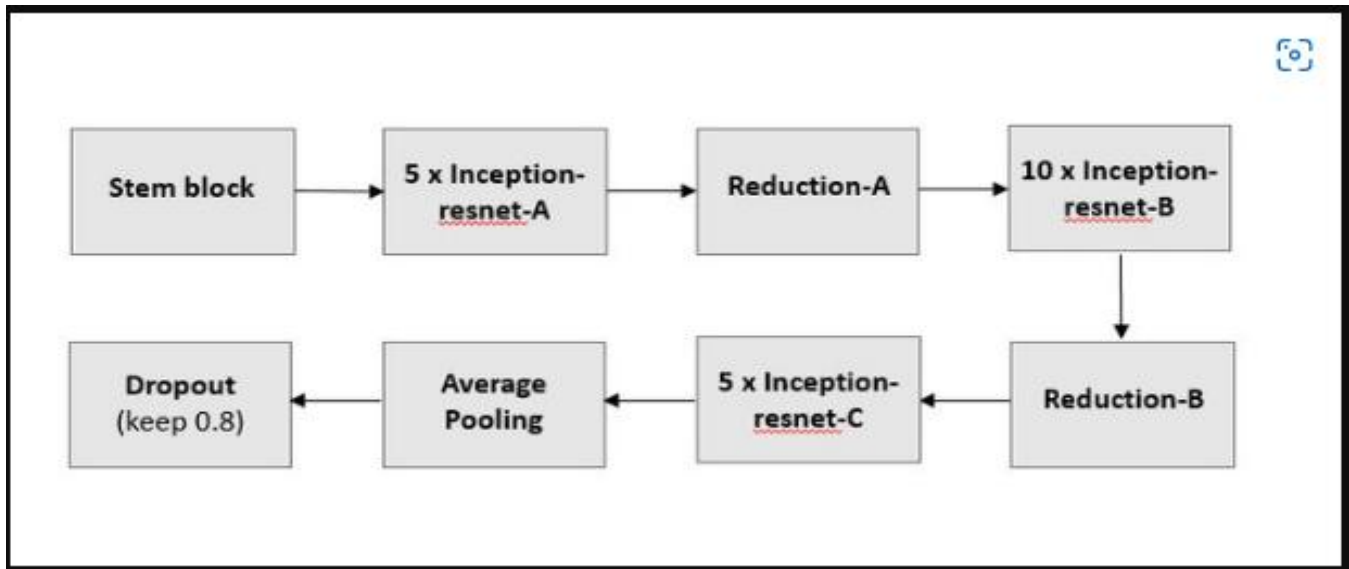 Stem block
5 x Inception-
resnet-A
Reduction-A
10 x Inception-
resnet-B
Reduction-B
5 x Inception-
resnet-C
Average
Pooling
Dropout
(keep 0.8)